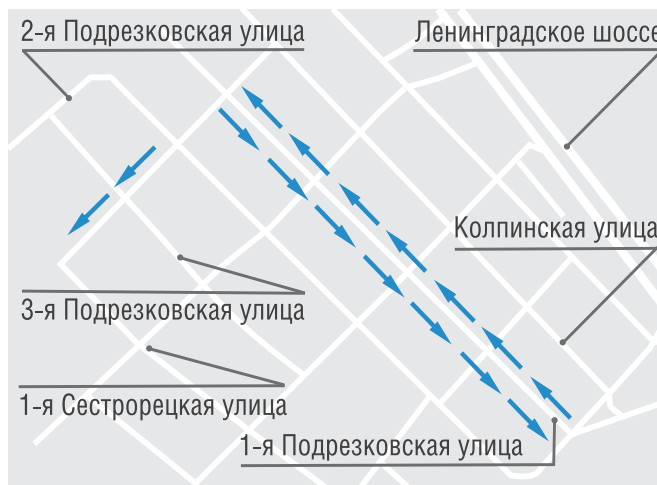 2-я Подрезковская улица
Ленинградское шоссе
Колпинская улица
3-я Подрезковская улица
1-я Сестрорецкая улица
1-я Подрезковская улица